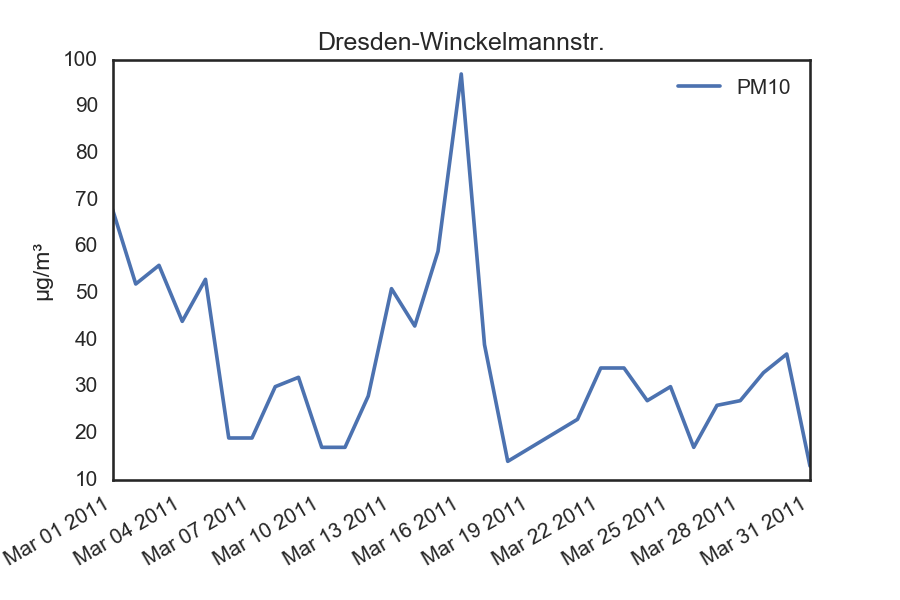 Dresden-Winckelmannstr.
100
90
80
70
60
50
40
30
20
10
µg/m³
PM10
Mar 01 2011
Mar 04 2011
Mar 07 2011
Mar 10 2011
Mar 13 2011
Mar 16 2011
Mar 19 2011
Mar 22 2011
Mar 25 2011
Mar 28 2011
Mar 31 2011